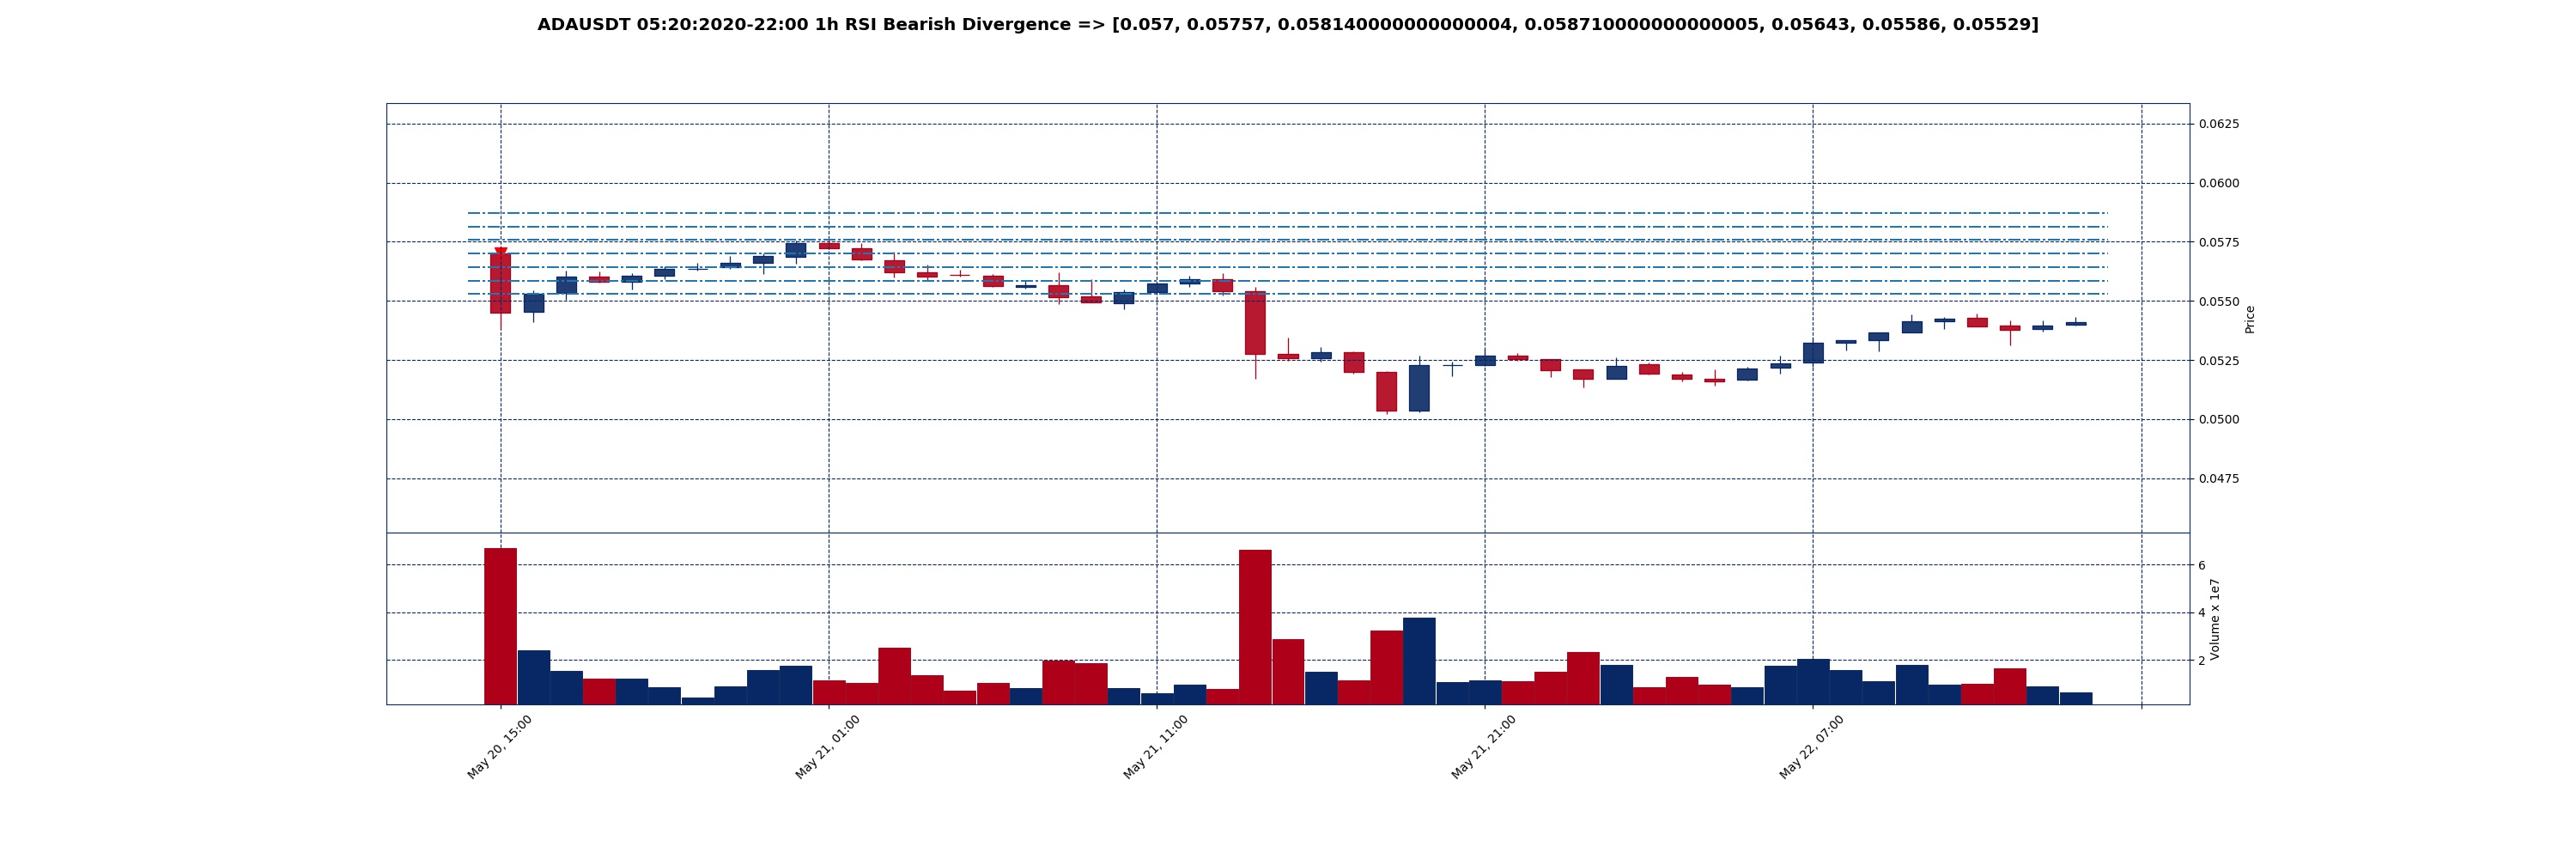 ADAUSDT 05:20:2020-22:00 1h RSI Bearish Divergence => [0.057, 0.05757, 0.058140000000000004, 0.058710000000000005, 0.05643, 0.05586, 0.05529]
0.0625
0.0600
0.0575
0.0550
0.0525
0.0500
0.0475
Price
6
4
2
Volume x 1e7
May 20, 15:00
May 21, 01:00
May 21, 11:00
May 21, 21:00
May 22, 07:00